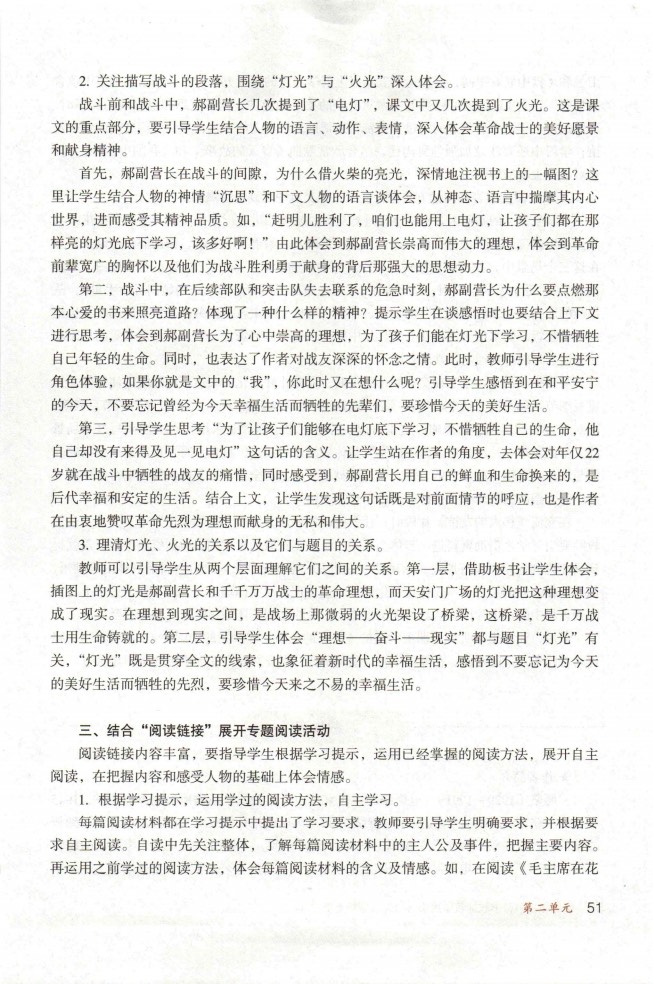 2. 关注描写战斗的段落，围绕“灯光”与“火光”深入体会。
战斗前和战斗中，郝副营长几次提到了“电灯”，课文中又几次提到了火光。这是课
文的重点部分，要引导学生结合人物的语言、动作、表情，深入体会革命战士的美好愿景
和献身精神。
首先，郝副营长在战斗的间隙，为什么借火柴的亮光，深情地注视书上的一幅图？这
里让学生结合人物的神情“沉思”和下文人物的语言谈体会，从神态、语言中揣摩其内心
世界，进而感受其精神品质。如，“赶明儿胜利了，咱们也能用上电灯，让孩子们都在那
样亮的灯光底下学习，该多好啊！”由此体会到郝副营长崇高而伟大的理想，体会到革命
前辈宽广的胸怀以及他们为战斗胜利勇于献身的背后那强大的思想动力。
第二，战斗中，在后续部队和突击队失去联系的危急时刻，郝副营长为什么要点燃那
本心爱的书来照亮道路？体现了一种什么样的精神？提示学生在谈感悟时也要结合上下文
进行思考，体会到郝副营长为了心中崇高的理想，为了孩子们能在灯光下学习，不惜牺牲
自己年轻的生命。同时，也表达了作者对战友深深的怀念之情。此时，教师引导学生进行
角色体验，如果你就是文中的“我”，你此时又在想什么呢？引导学生感悟到在和平安宁
的今天，不要忘记曾经为今天幸福生活而牺牲的先辈们，要珍惜今天的美好生活。
第三，引导学生思考“为了让孩子们能够在电灯底下学习，不惜牺牲自己的生命，他
自己却没有来得及见一见电灯”这句话的含义。让学生站在作者的角度，去体会对年仅22
岁就在战斗中牺牲的战友的痛惜，同时感受到，郝副营长用自己的鲜血和生命换来的，是
后代幸福和安定的生活。结合上文，让学生发现这句话既是对前面情节的呼应，也是作者
在由衷地赞叹革命先烈为理想而献身的无私和伟大。
3. 理清灯光、火光的关系以及它们与题目的关系。
教师可以引导学生从两个层面理解它们之间的关系。第一层，借助板书让学生体会，
插图上的灯光是郝副营长和千千万万战士的革命理想，而天安门广场的灯光把这种理想变
成了现实。在理想到现实之间，是战场上那微弱的火光架设了桥梁，这桥梁，是千万战
士用生命铸就的。第二层，引导学生体会“理想——奋斗——现实”都与题目“灯光”有
关，“灯光”既是贯穿全文的线索，也象征着新时代的幸福生活，感悟到不要忘记为今天
的美好生活而牺牲的先烈，要珍惜今天来之不易的幸福生活。
三、结合“阅读链接”展开专题阅读活动
阅读链接内容丰富，要指导学生根据学习提示，运用已经掌握的阅读方法，展开自主
阅读，在把握内容和感受人物的基础上体会情感。
1. 根据学习提示，运用学过的阅读方法，自主学习。
每篇阅读材料都在学习提示中提出了学习要求，教师要引导学生明确要求，并根据要
求自主阅读。自读中先关注整体，了解每篇阅读材料中的主人公及事件，把握主要内容。
再运用之前学过的阅读方法，体会每篇阅读材料的含义及情感。如，在阅读《毛主席在花
第二单元 51